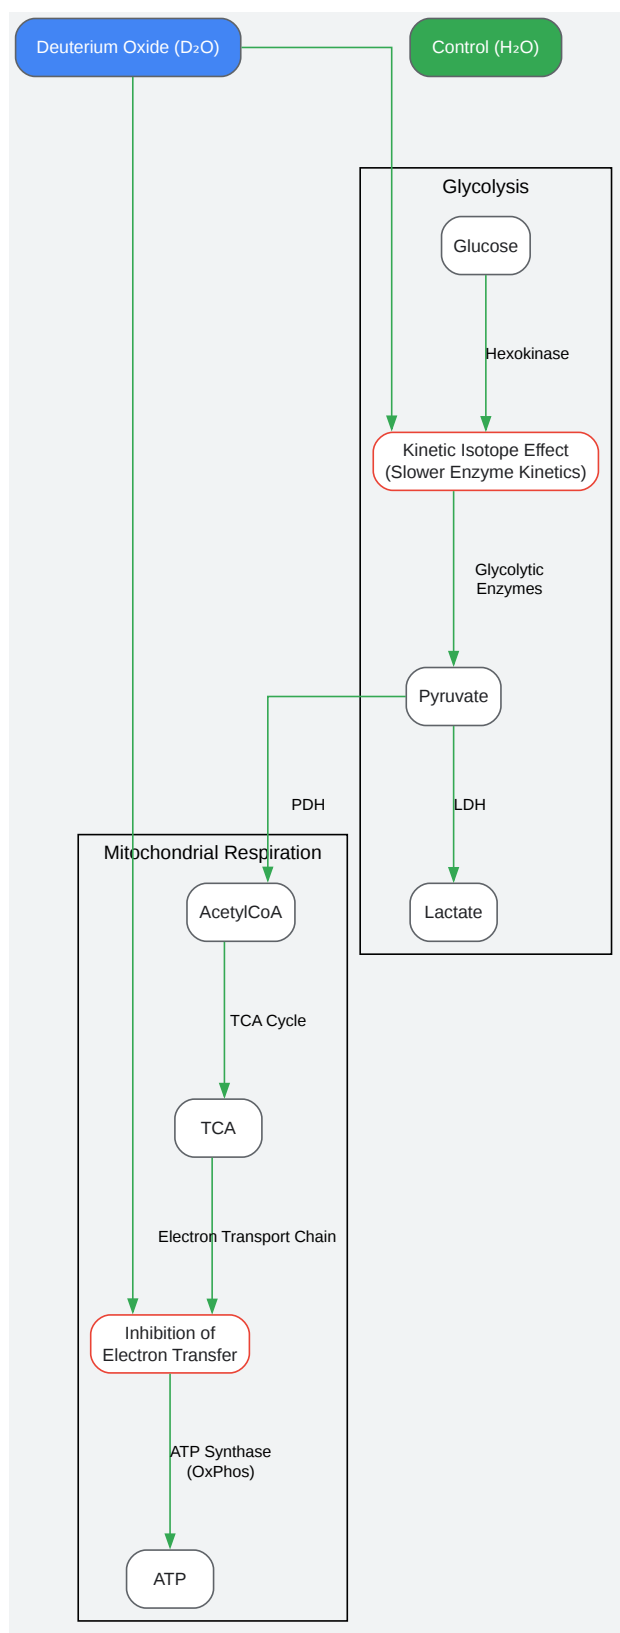 Deuterium Oxide (D₂O)
Control (H₂O)
Glycolysis
Glucose
Hexokinase
Kinetic Isotope Effect
(Slower Enzyme Kinetics)
Glycolytic
Enzymes
Pyruvate
PDH
LDH
Mitochondrial Respiration
AcetylCoA
Lactate
TCA Cycle
TCA
Electron Transport Chain
Inhibition of
Electron Transfer
ATP Synthase
(OxPhos)
ATP